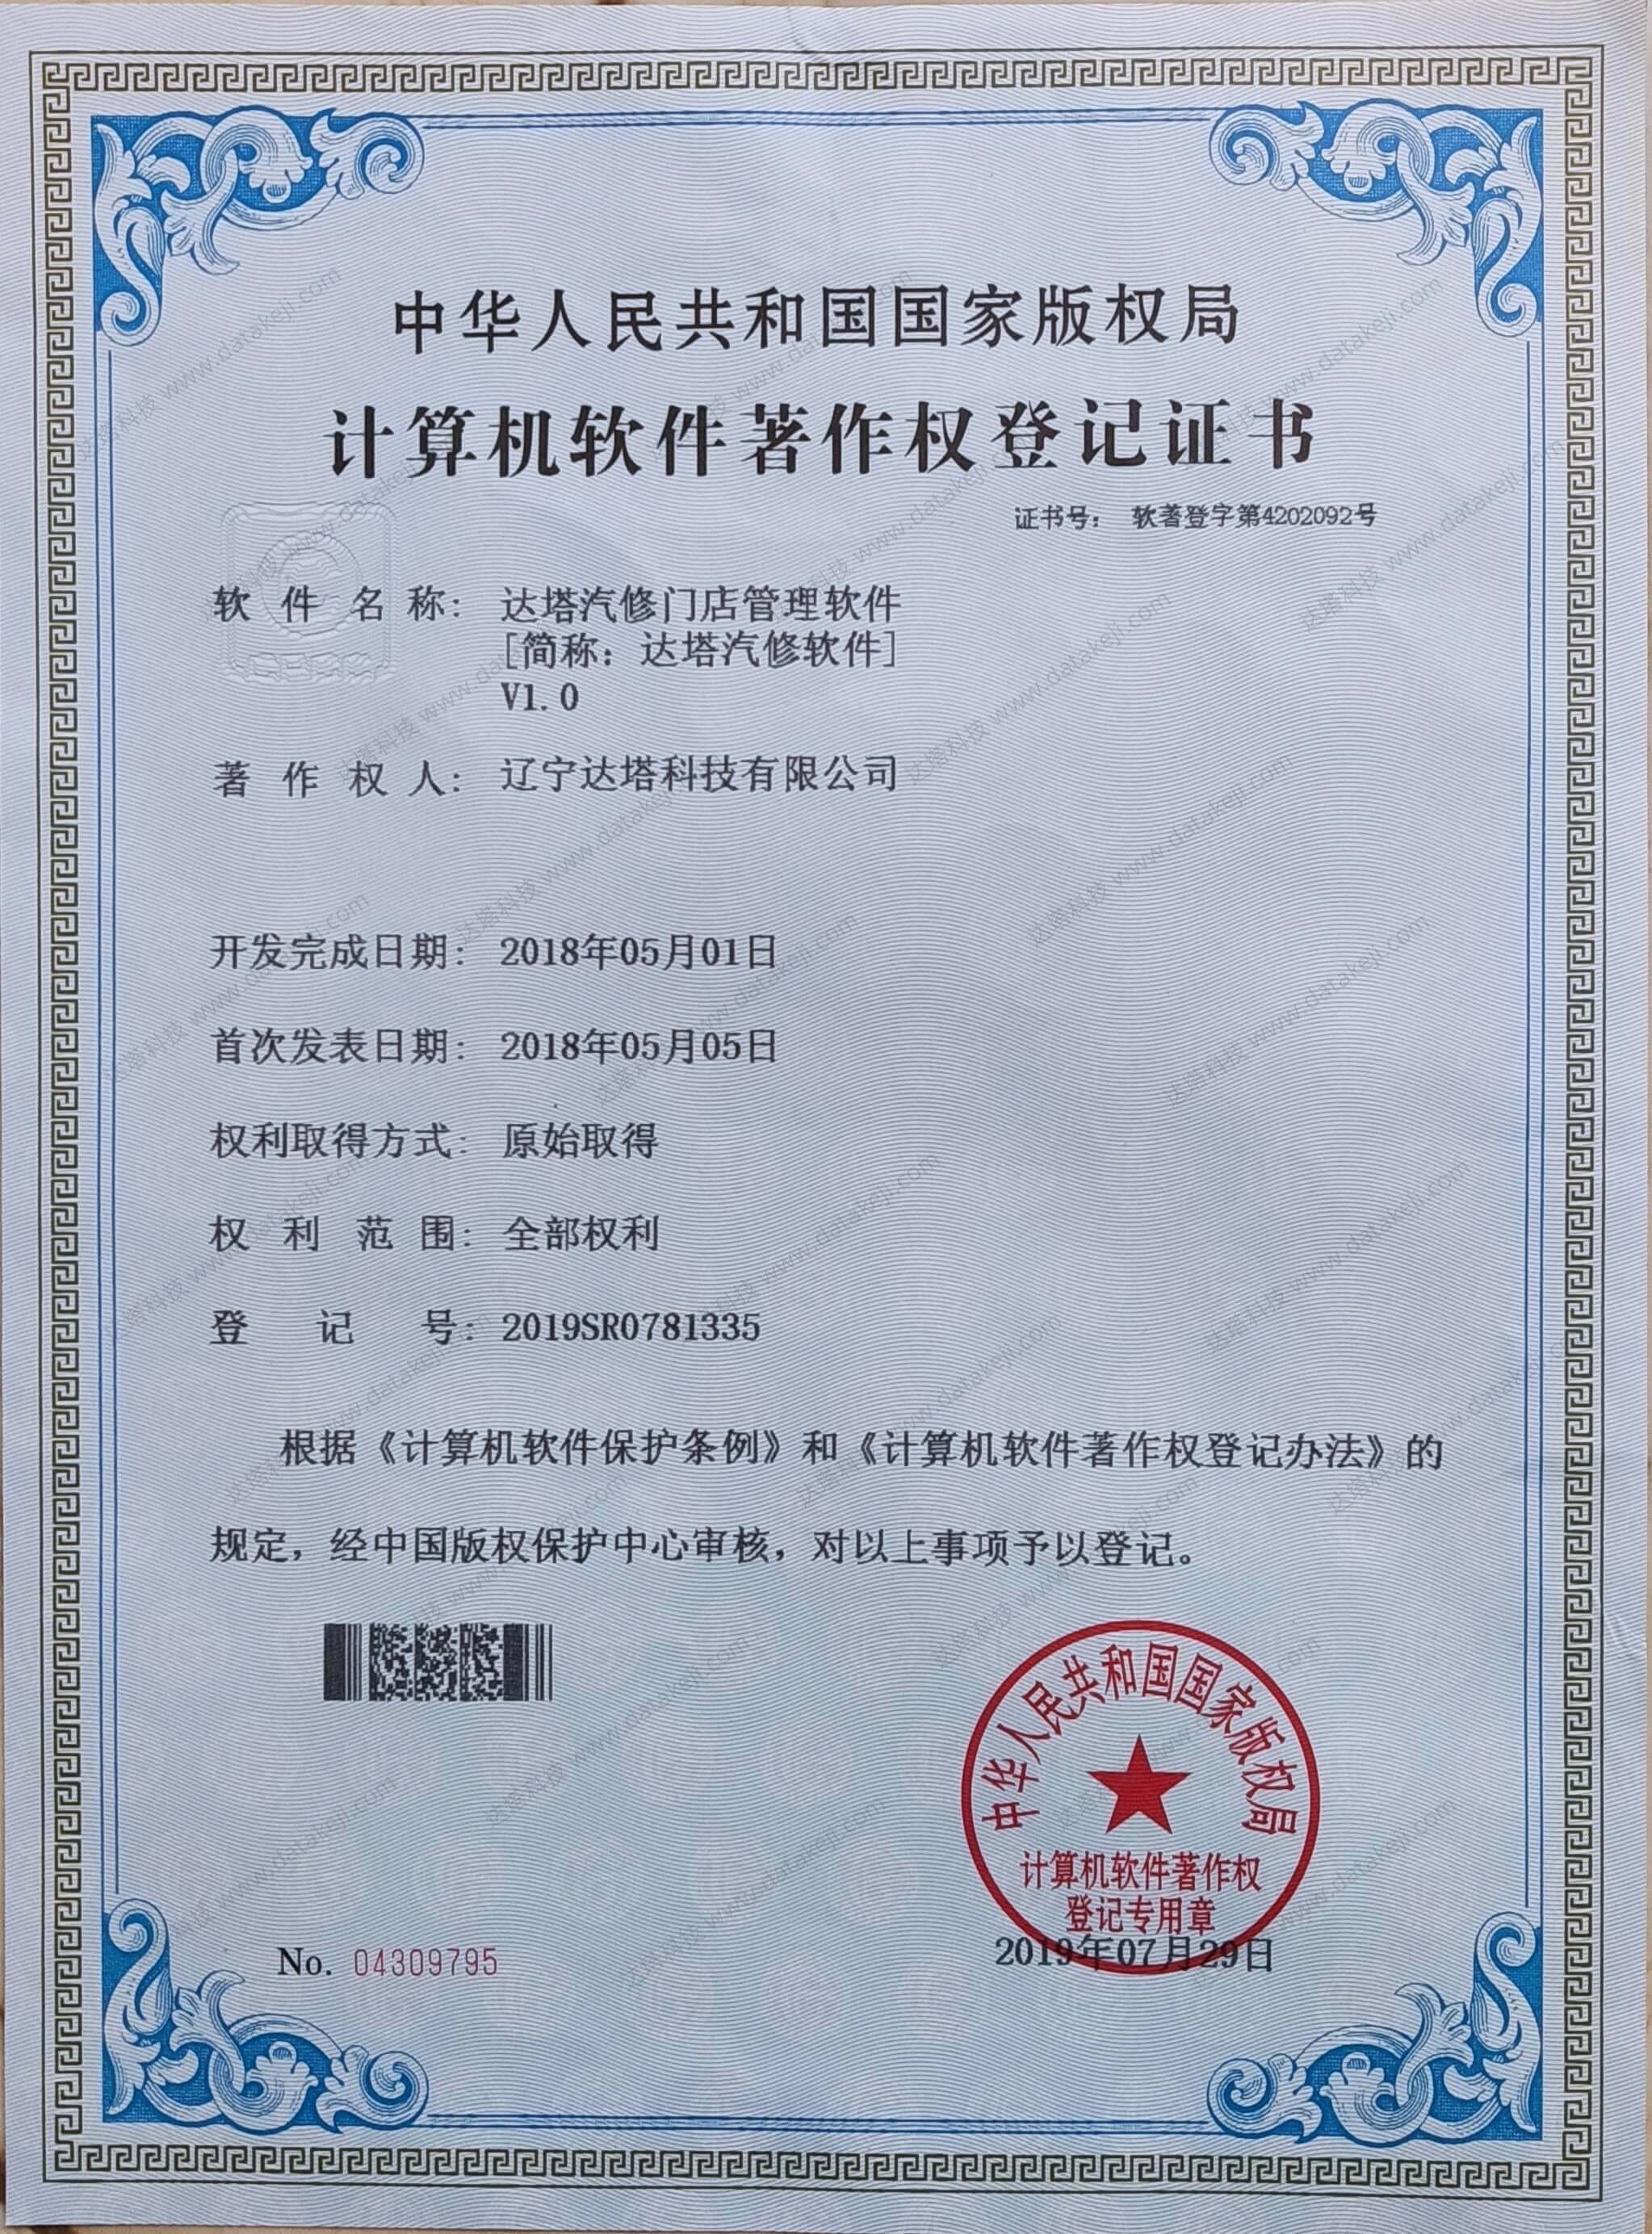 中华人民共和国国家版权局
计算机软件著作权登记证书
证书号： 软著登字第4202092号
软件名称： 达塔汽修门店管理软件
[简称：达塔汽修软件]
V1.0
著作权人： 辽宁达塔科技有限公司
开发完成日期： 2018年05月01日
首次发表日期： 2018年05月05日
权利取得方式： 原始取得
权利范围： 全部权利
登记号： 2019SR0781335
根据《计算机软件保护条例》和《计算机软件著作权登记办法》的
规定，经中国版权保护中心审核，对以上事项予以登记。
中华人民共和国国家版权局
计算机软件著作权
登记专用章
No. 04309795
2019年07月29日
达塔科技 www.datakeji.com